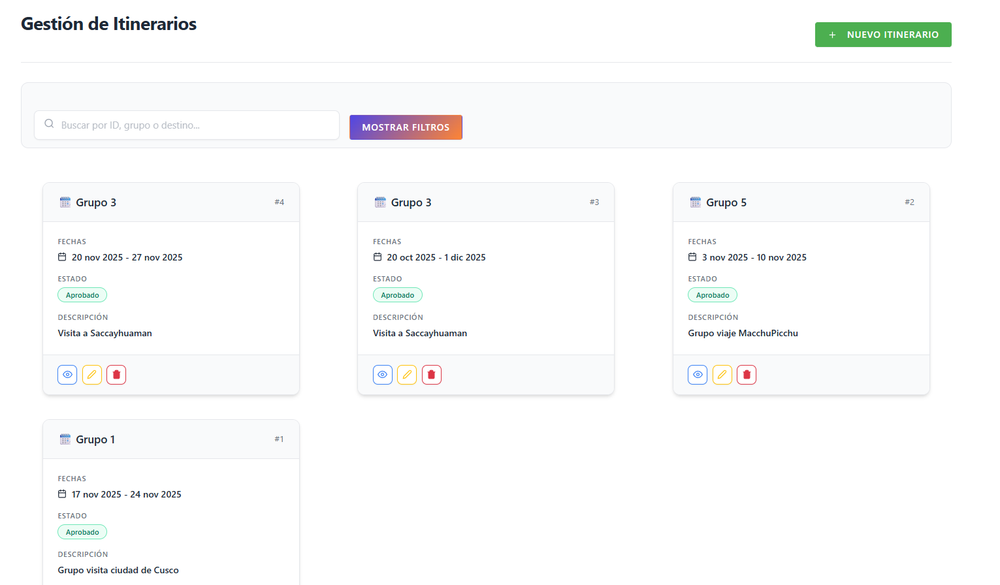 Gestión de Itinerarios
+ NUEVO ITINERARIO
Buscar por ID, grupo o destino...
MOSTRAR FILTROS
Grupo 3 #4
FECHAS
20 nov 2025 - 27 nov 2025
ESTADO
Aprobado
DESCRIPCIÓN
Visita a Saccayhuaman
Grupo 3 #3
FECHAS
20 oct 2025 - 1 dic 2025
ESTADO
Aprobado
DESCRIPCIÓN
Visita a Saccayhuaman
Grupo 5 #2
FECHAS
3 nov 2025 - 10 nov 2025
ESTADO
Aprobado
DESCRIPCIÓN
Grupo viaje MacchuPicchu
Grupo 1 #1
FECHAS
17 nov 2025 - 24 nov 2025
ESTADO
Aprobado
DESCRIPCIÓN
Grupo visita ciudad de Cusco